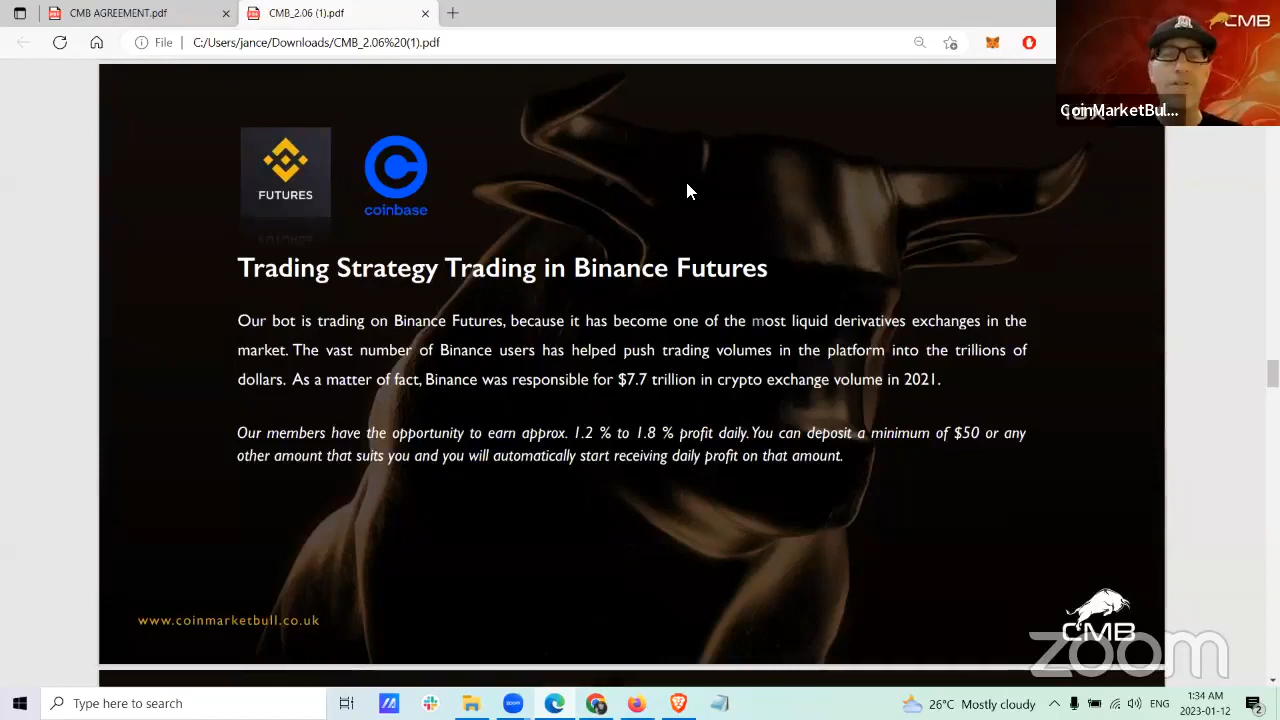 CMB AGREEMENT.pdf
CMB_2.06 (1).pdf
File
C:/Users/jance/Downloads/CMB_2.06%20(1).pdf
CMB
CoinMarketBul...
FUTURES
coinbase
Trading Strategy Trading in Binance Futures
Our bot is trading on Binance Futures, because it has become one of the most liquid derivatives exchanges in the
market. The vast number of Binance users has helped push trading volumes in the platform into the trillions of
dollars. As a matter of fact, Binance was responsible for $7.7 trillion in crypto exchange volume in 2021.
Our members have the opportunity to earn approx. 1.2 % to 1.8 % profit daily. You can deposit a minimum of $50 or any
other amount that suits you and you will automatically start receiving daily profit on that amount.
www.coinmarketbull.co.uk
CMB
zoom
Type here to search
zoom
26°C Mostly cloudy
ENG
1:34 AM
2023-01-12
2